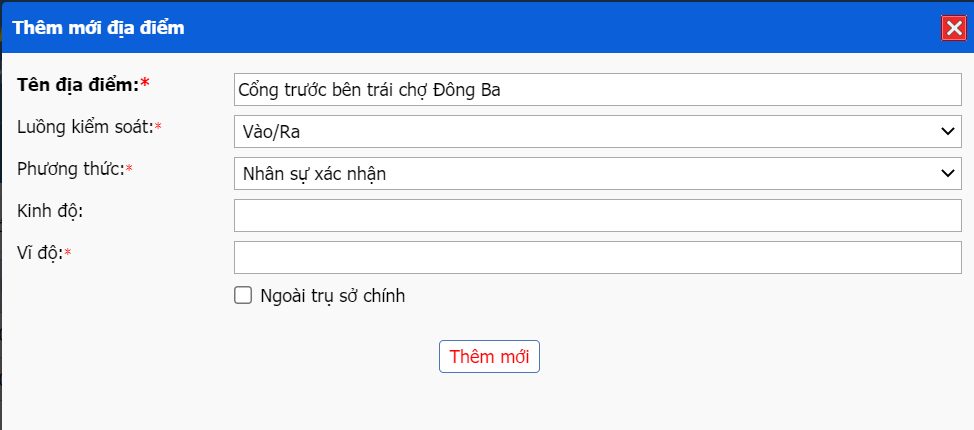 Thêm mới địa điểm
Tên địa điểm:* Cổng trước bên trái chợ Đông Ba
Luồng kiểm soát:* Vào/Ra
Phương thức:* Nhân sự xác nhận
Kinh độ:
Vĩ độ:*
Ngoài trụ sở chính
Thêm mới